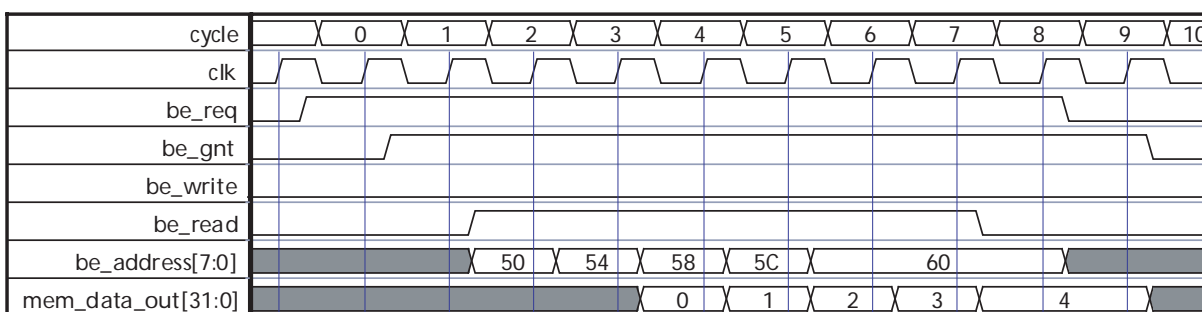 cycle 0 1 2 3 4 5 6 7 8 9 10
clk
be_req
be_gnt
be_write
be_read
be_address[7:0] 50 54 58 5C 60
mem_data_out[31:0] 0 1 2 3 4